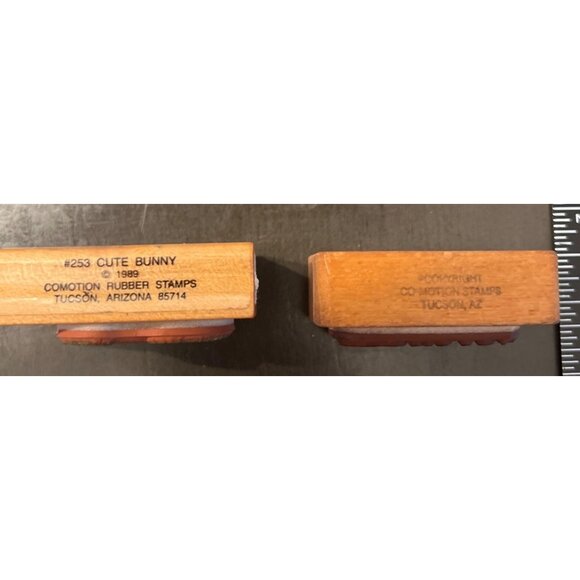 #253 CUTE BUNNY
© 1989
COMOTION RUBBER STAMPS
TUCSON, ARIZONA 85714
©COPYRIGHT
CO-MOTION STAMPS
TUCSON, AZ